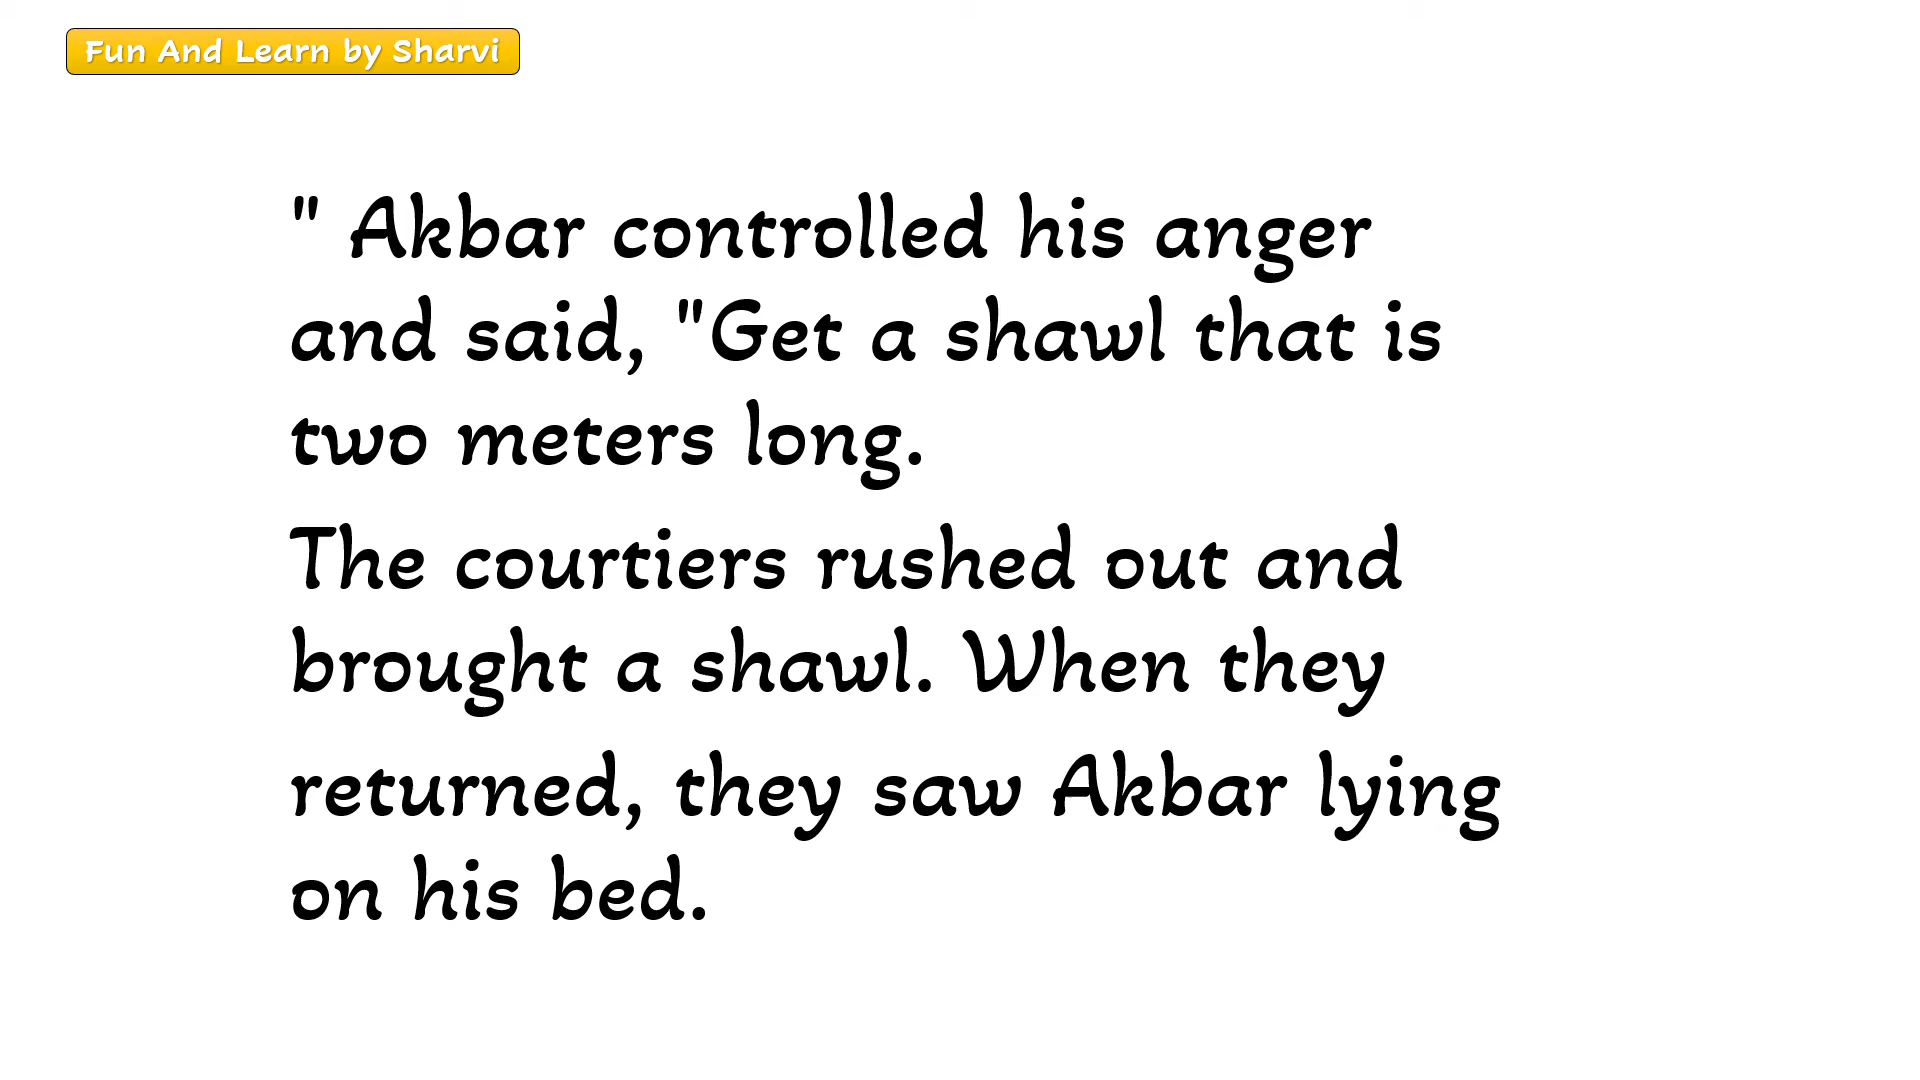 Fun And Learn by Sharvi
" Akbar controlled his anger
and said, "Get a shawl that is
two meters long.
The courtiers rushed out and
brought a shawl. When they
returned, they saw Akbar lying
on his bed.